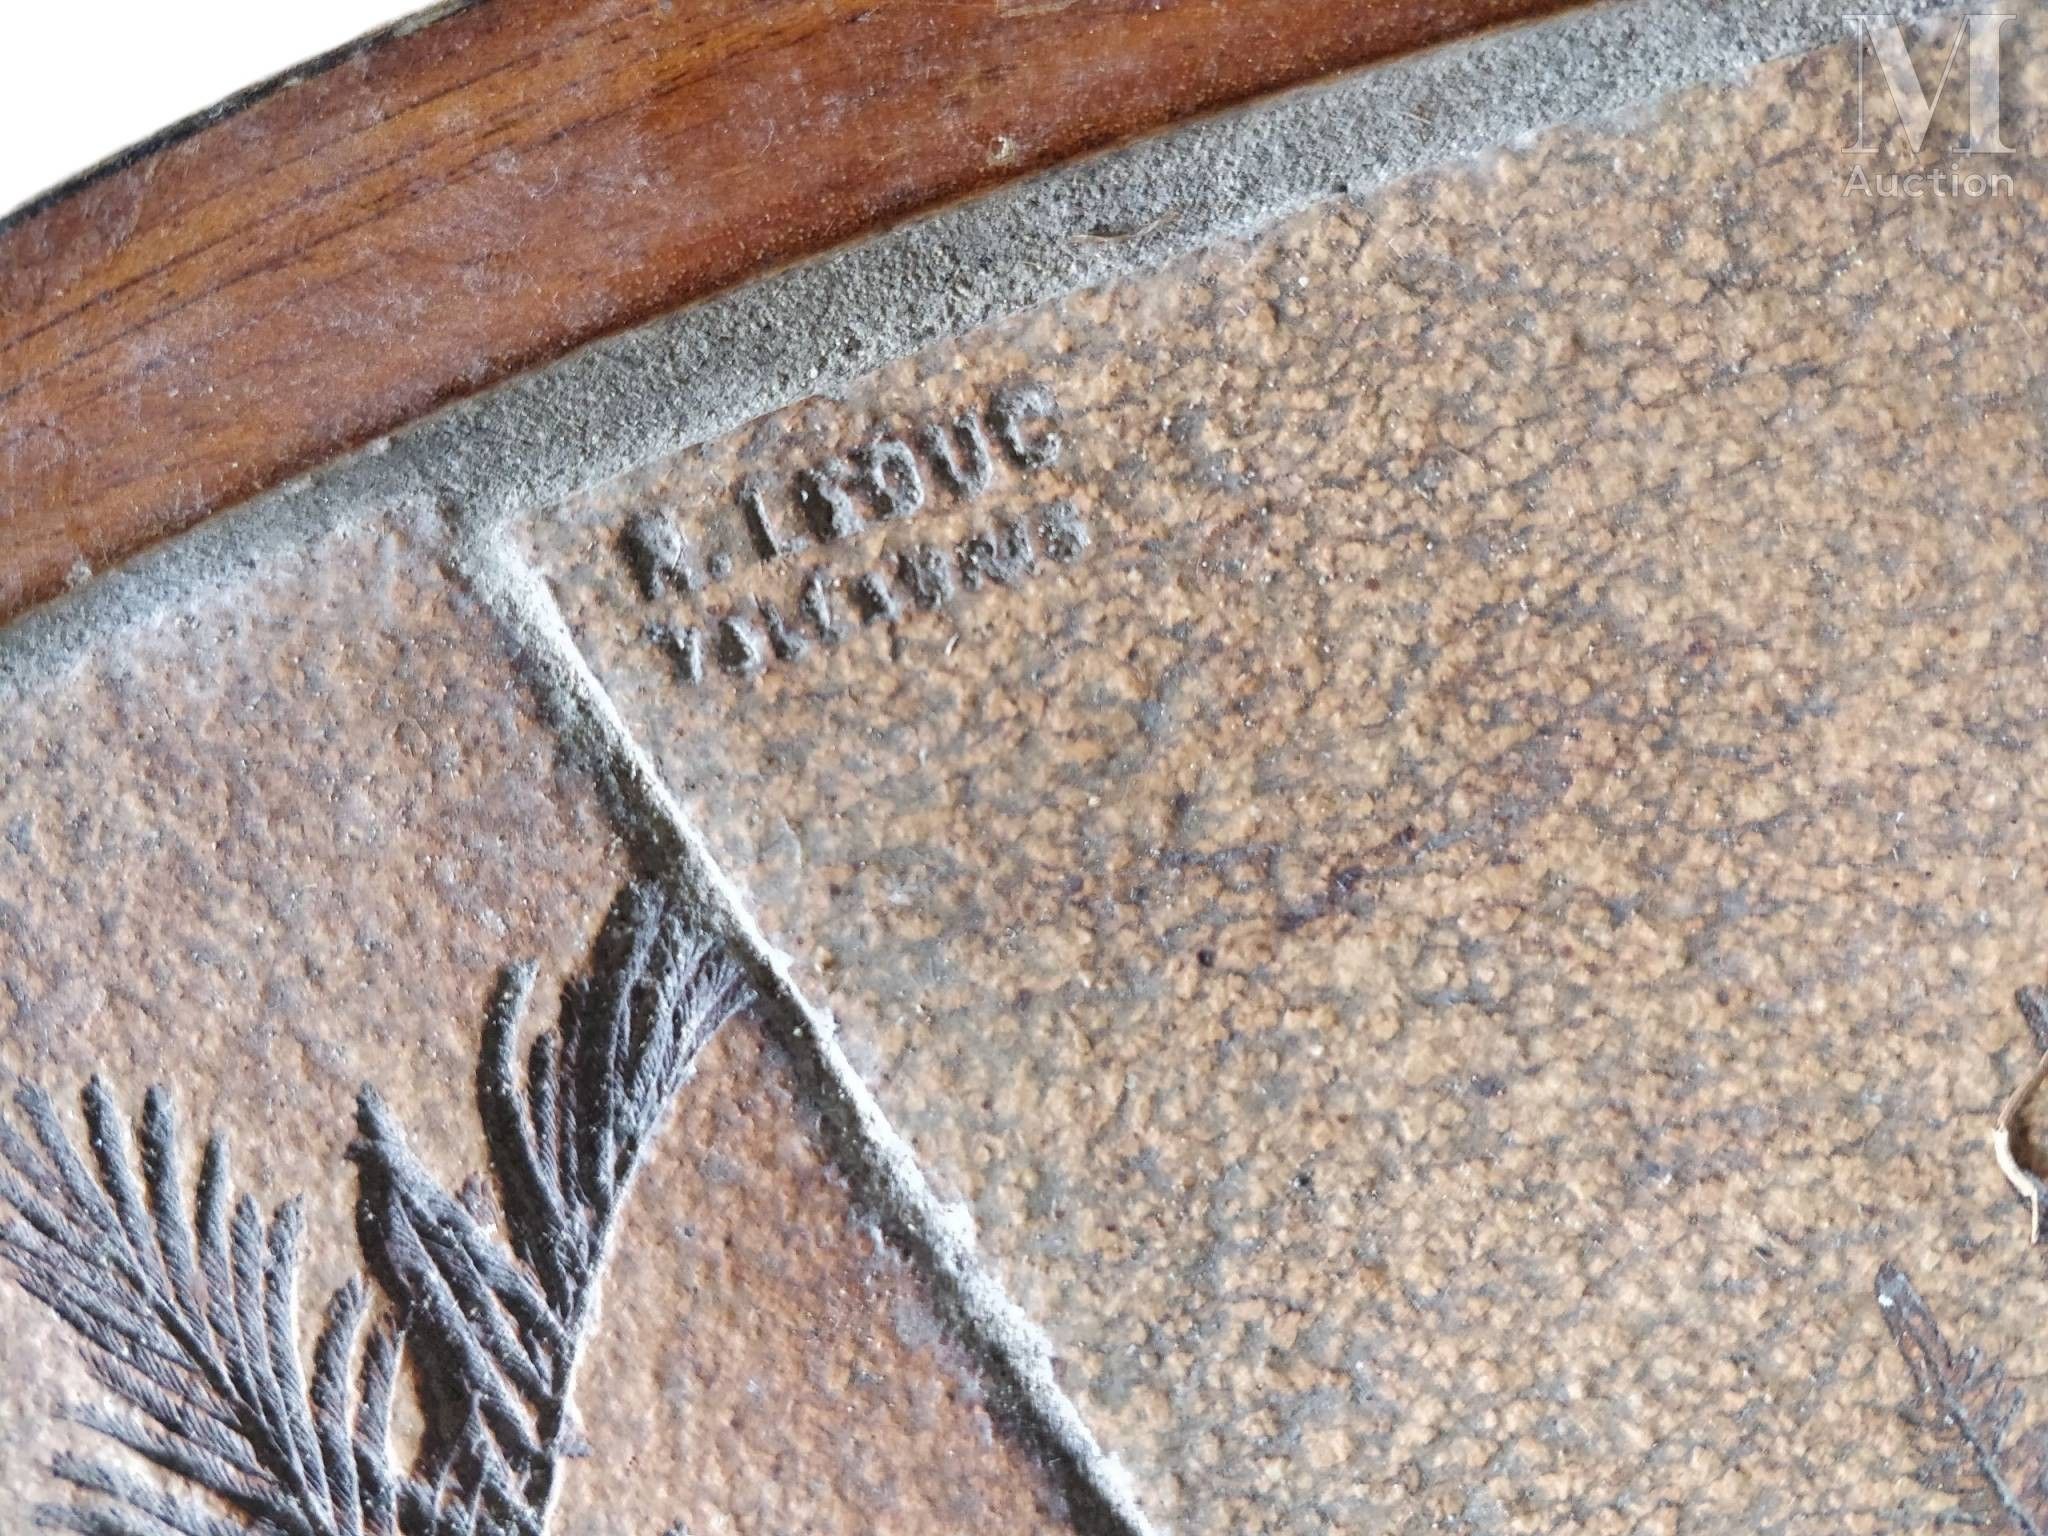 M
Auction
A. LEDUC
VALLAURIS